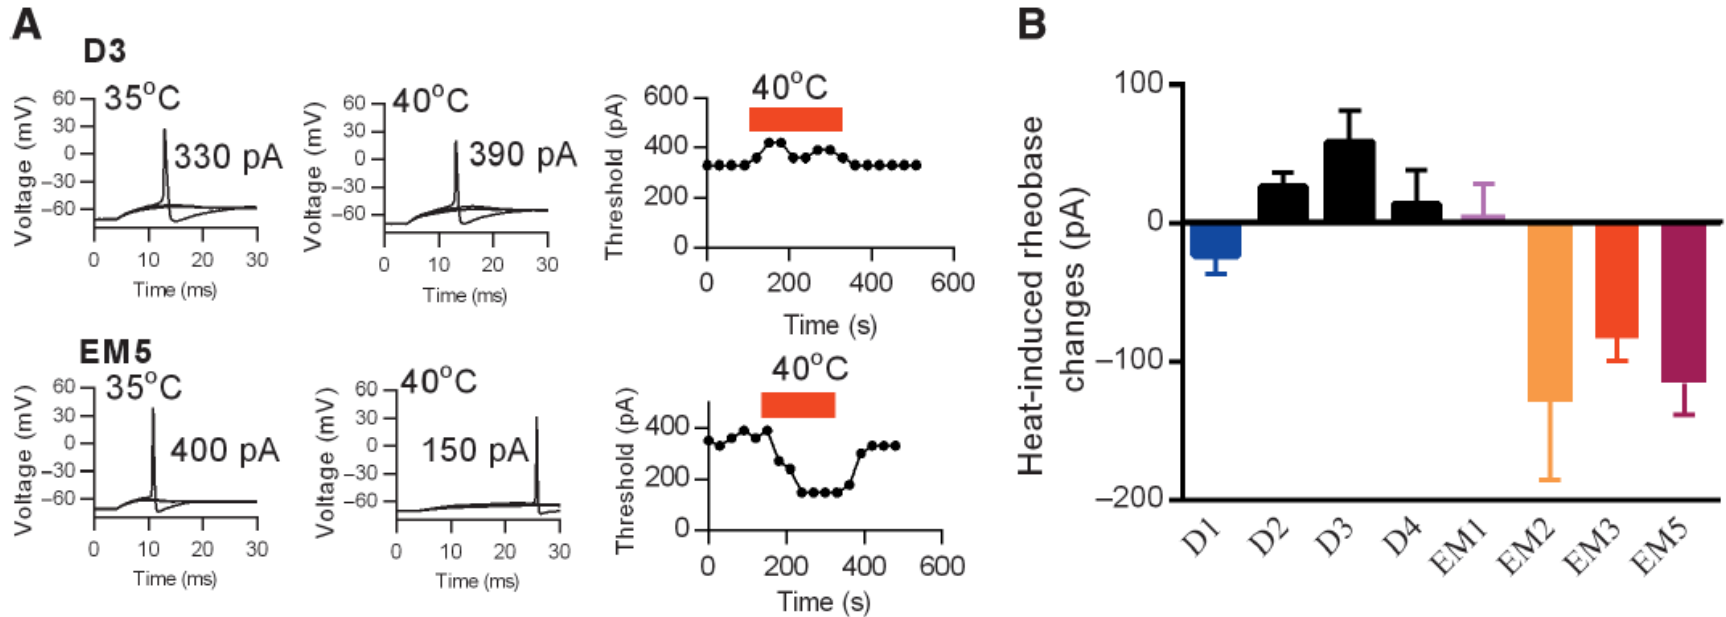 A
D3
Voltage (mV)
60
30
0
–30
–60
35°C
330 pA
0 10 20 30
Time (ms)
Voltage (mV)
60
30
0
–30
–60
40°C
390 pA
0 10 20 30
Time (ms)
Threshold (pA)
600
400
200
0
40°C
0 200 400 600
Time (s)
EM5
Voltage (mV)
60
30
0
–30
–60
35°C
400 pA
0 10 20 30
Time (ms)
Voltage (mV)
60
30
0
–30
–60
40°C
150 pA
0 10 20 30
Time (ms)
Threshold (pA)
400
200
0
40°C
0 200 400 600
Time (s)
B
Heat-induced rheobase
changes (pA)
100
0
–100
–200
D1 D2 D3 D4 EM1 EM2 EM3 EM5